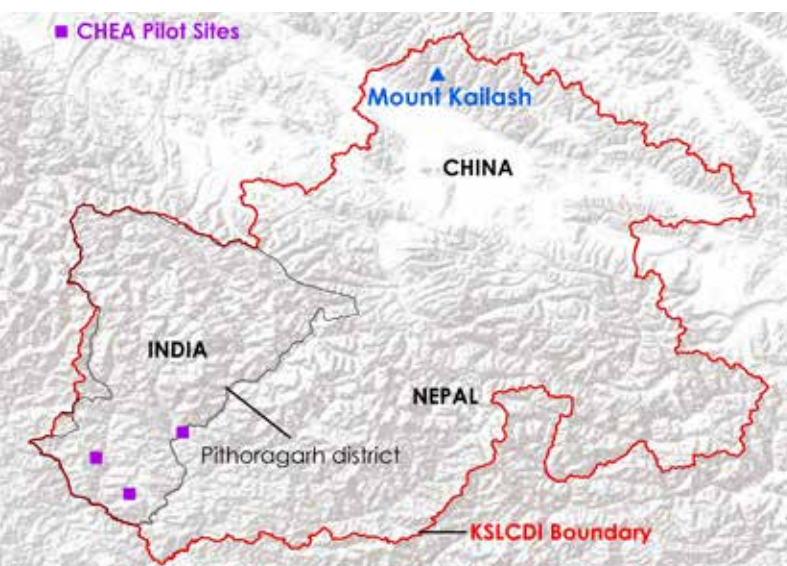 CHEA Pilot Sites
Mount Kailash
CHINA
INDIA
NEPAL
Pithoragarh district
KSLCDI Boundary